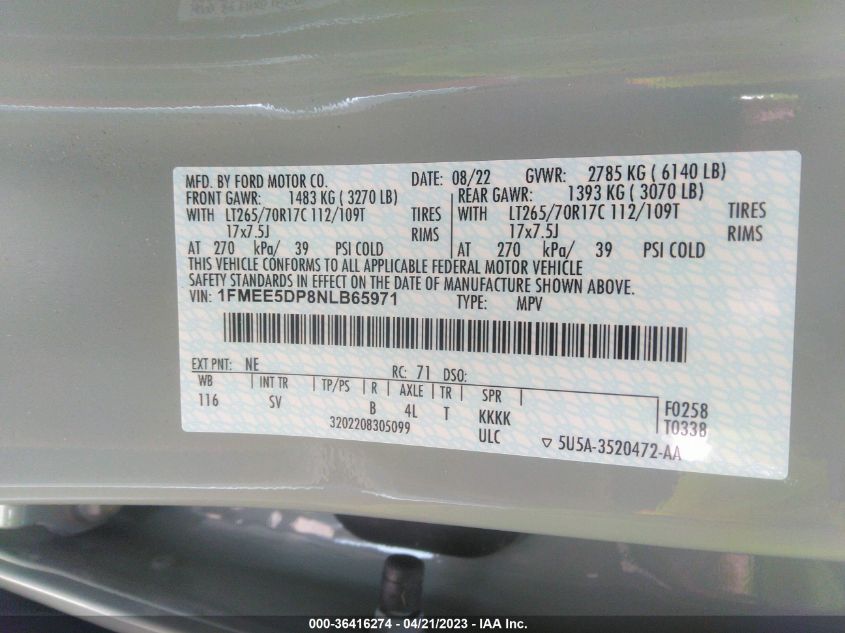 MFD. BY FORD MOTOR CO. DATE: 08/22 GVWR: 2785 KG ( 6140 LB)
FRONT GAWR: 1483 KG ( 3270 LB) REAR GAWR: 1393 KG ( 3070 LB)
WITH LT265/70R17C 112/109T TIRES WITH LT265/70R17C 112/109T TIRES
17x7.5J RIMS 17x7.5J RIMS
AT 270 kPa/ 39 PSI COLD AT 270 kPa/ 39 PSI COLD
THIS VEHICLE CONFORMS TO ALL APPLICABLE FEDERAL MOTOR VEHICLE
SAFETY STANDARDS IN EFFECT ON THE DATE OF MANUFACTURE SHOWN ABOVE.
VIN: 1FMEE5DP8NLB65971 TYPE: MPV
EXT PNT: NE RC: 71 DSO:
WB INT TR TP/PS R AXLE TR SPR
116 SV B 4L T KKKK F0258
3202208305099 ULC T0338
▽ 5U5A-3520472-AA
000-36416274 - 04/21/2023 - IAA Inc.